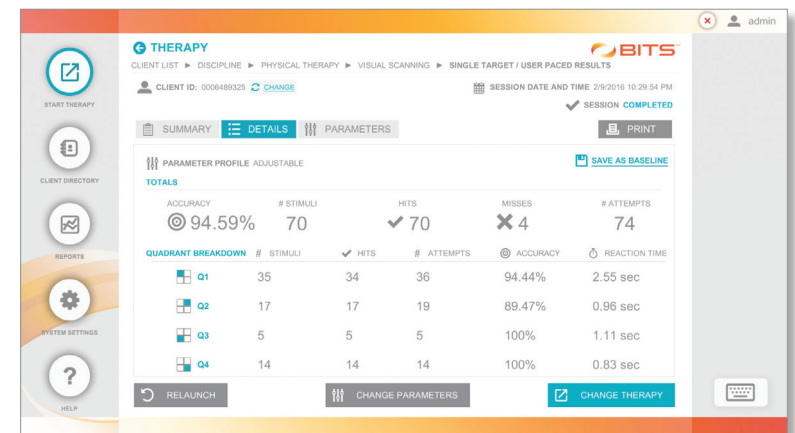 admin
THERAPY
BITS
CLIENT LIST ► DISCIPLINE ► PHYSICAL THERAPY ► VISUAL SCANNING ► SINGLE TARGET / USER PACED RESULTS
CLIENT ID: 0006489325 CHANGE
SESSION DATE AND TIME 2/9/2016 10:29:54 PM
SESSION COMPLETED
START THERAPY
SUMMARY DETAILS PARAMETERS PRINT
PARAMETER PROFILE ADJUSTABLE
SAVE AS BASELINE
CLIENT DIRECTORY
TOTALS
ACCURACY # STIMULI HITS MISSES # ATTEMPTS
94.59% 70 70 4 74
REPORTS
QUADRANT BREAKDOWN # STIMULI HITS # ATTEMPTS ACCURACY REACTION TIME
Q1 35 34 36 94.44% 2.55 sec
Q2 17 17 19 89.47% 0.96 sec
SYSTEM SETTINGS
Q3 5 5 5 100% 1.11 sec
Q4 14 14 14 100% 0.83 sec
?
HELP
RELAUNCH CHANGE PARAMETERS CHANGE THERAPY